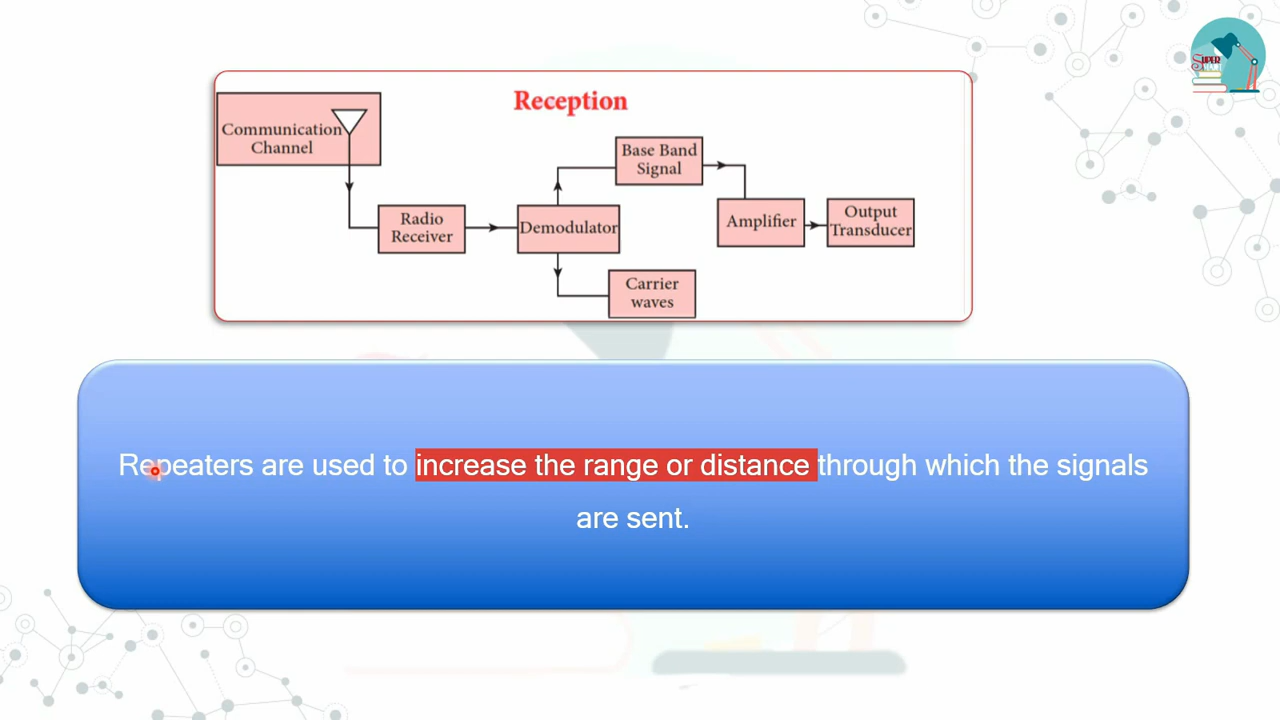 Reception
Communication
Channel
Radio
Receiver
Demodulator
Base Band
Signal
Carrier
waves
Amplifier
Output
Transducer
Repeaters are used to increase the range or distance through which the signals
are sent.
SUPER